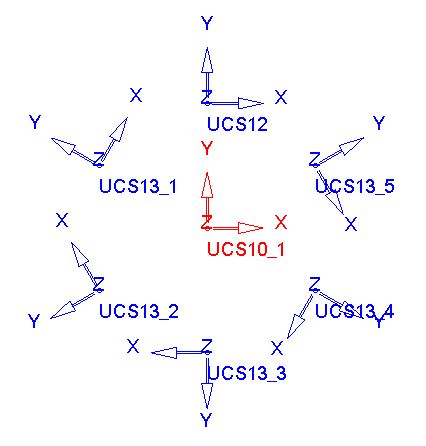 Y
Z X
UCS12
Y X
Z
UCS13_1
Y
Z
X
UCS13_5
Y
Z X
UCS10_1
X
Z
Y
UCS13_2
Z
X
Y
UCS13_4
X Z
Y
UCS13_3